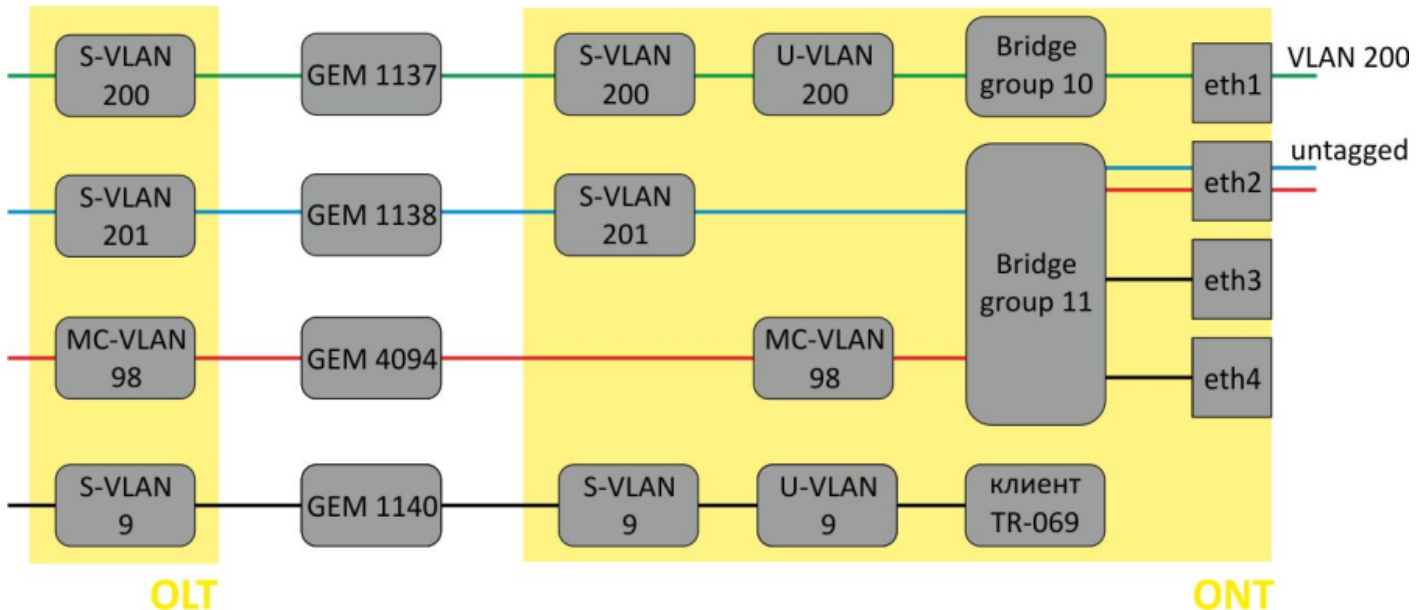 S-VLAN
200
GEM 1137
S-VLAN
200
U-VLAN
200
Bridge
group 10
eth1
VLAN 200
S-VLAN
201
GEM 1138
S-VLAN
201
Bridge
group 11
eth2
untagged
eth3
MC-VLAN
98
GEM 4094
MC-VLAN
98
eth4
S-VLAN
9
GEM 1140
S-VLAN
9
U-VLAN
9
клиент
TR-069
OLT
ONT